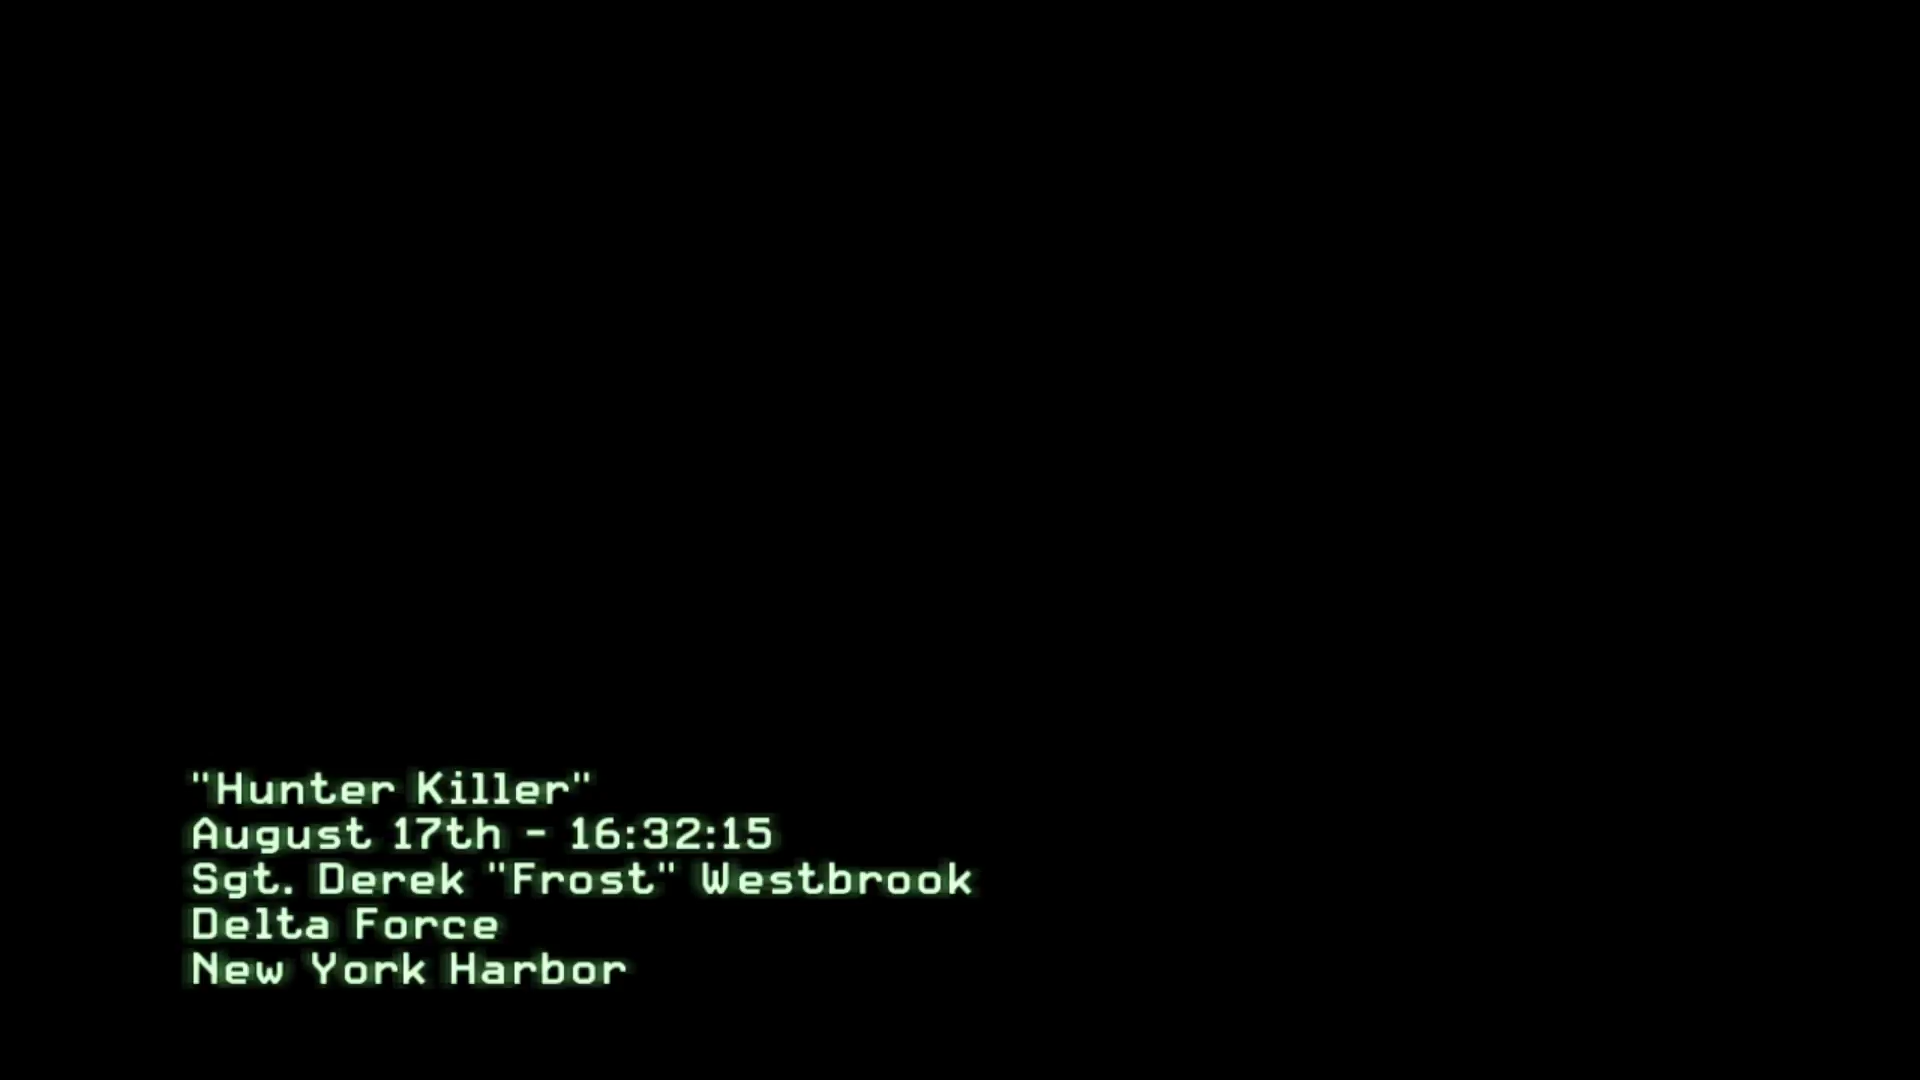 "Hunter Killer"
August 17th - 16:32:15
Sgt. Derek "Frost" Westbrook
Delta Force
New York Harbor